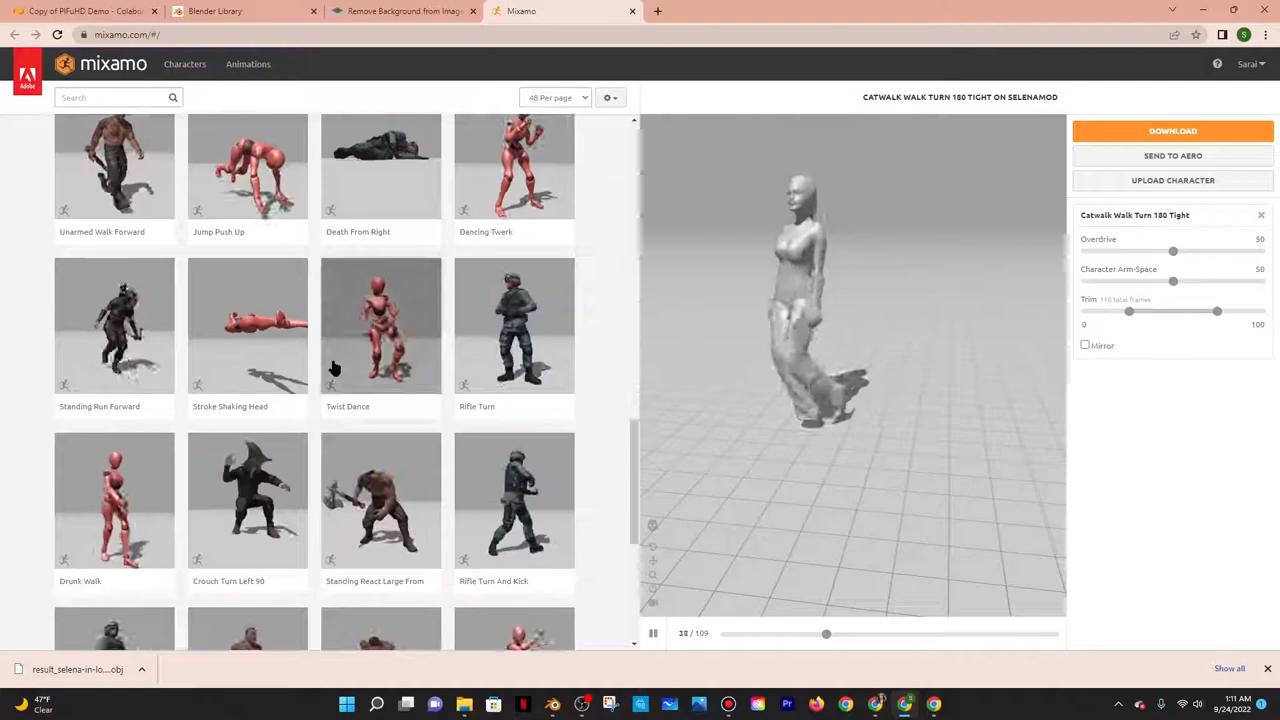 Copy of PIFuHD Demo - Colabo
Blender Library
Remove Background from Image
Mixamo
mixamo.com/#/
Adobe
mixamo
Characters
Animations
Sarai
Search
48 Per page
CATWALK WALK TURN 180 TIGHT ON SELENAMOD
DOWNLOAD
SEND TO AERO
UPLOAD CHARACTER
Catwalk Walk Turn 180 Tight
Overdrive
50
Character Arm-Space
50
Trim 110 total frames
0
100
Mirror
Unarmed Walk Forward
Jump Push Up
Death From Right
Dancing Twerk
Standing Run Forward
Stroke Shaking Head
Twist Dance
Rifle Turn
Drunk Walk
Crouch Turn Left 90
Standing React Large From
Rifle Turn And Kick
/ 109
result_selena-in-lo....obj
Show all
47°F
Clear
1:11 AM
9/24/2022